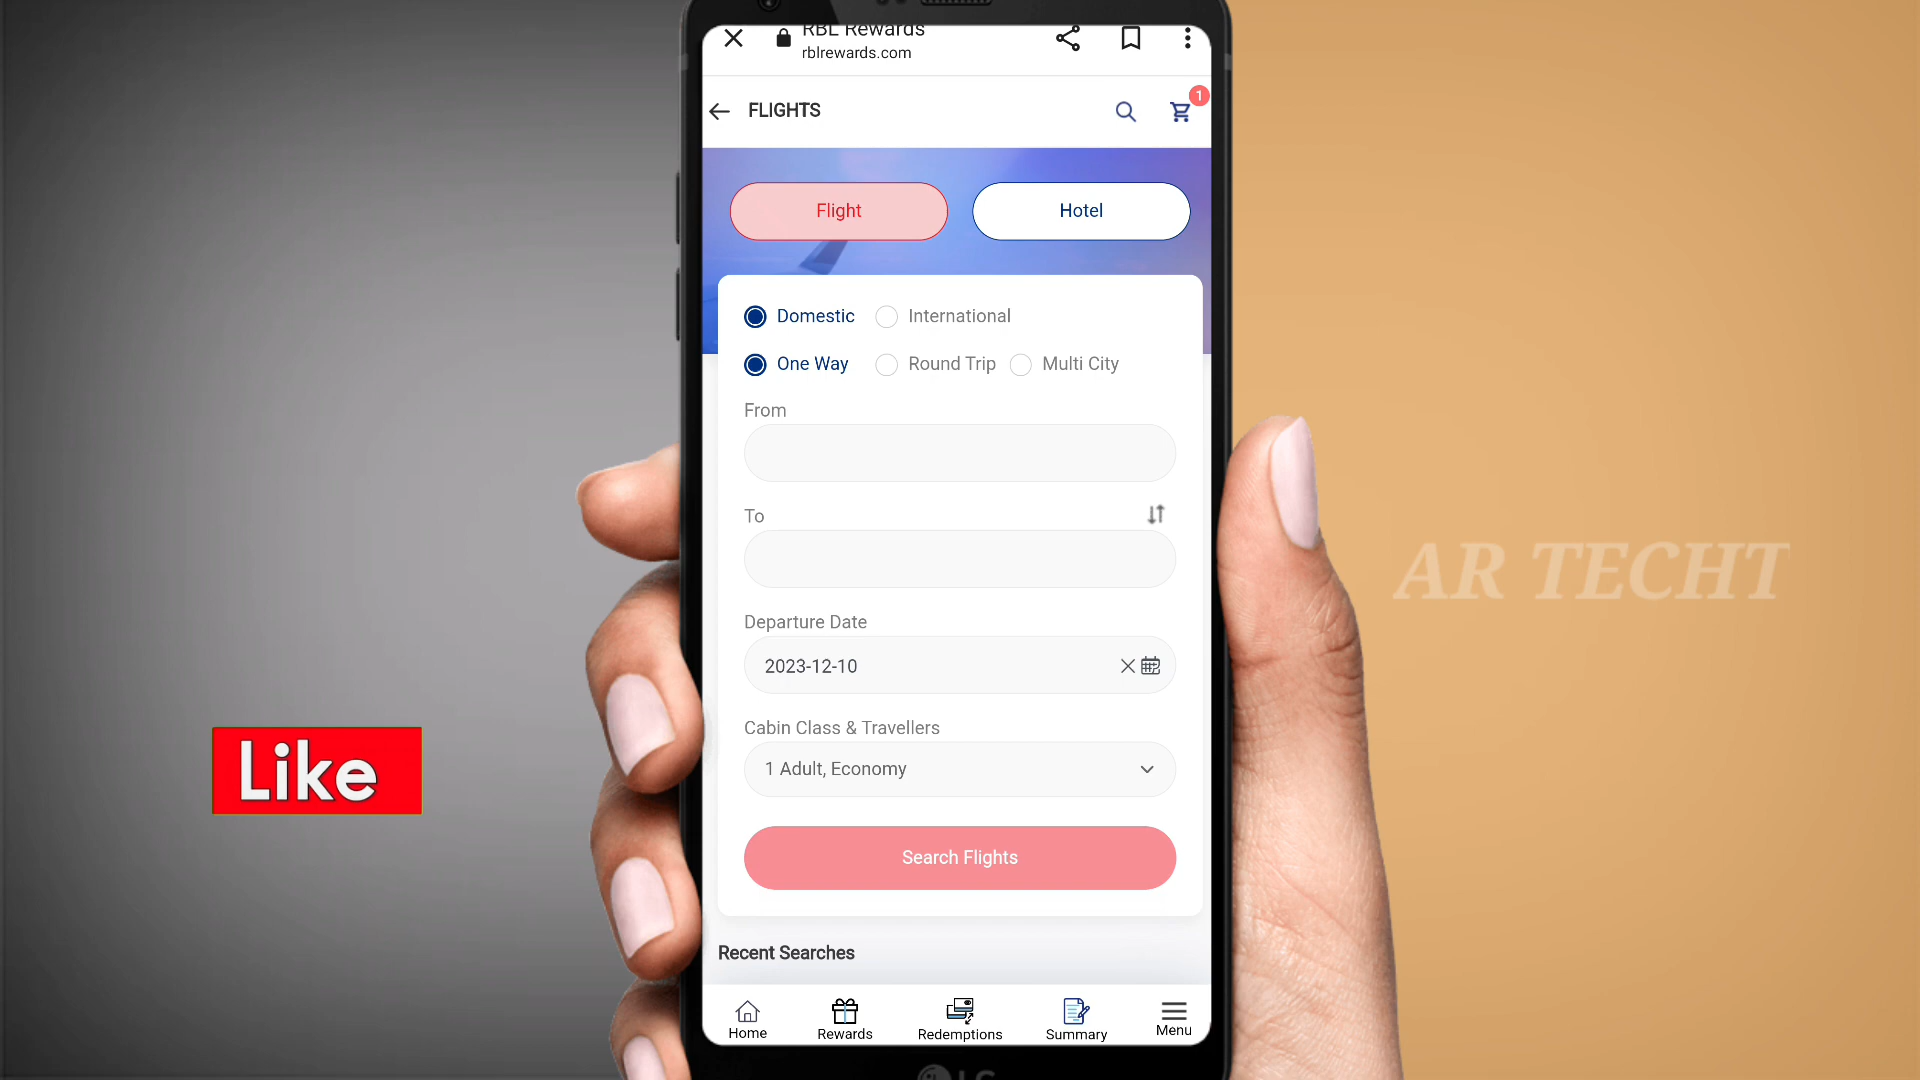 RBL Rewards
rblrewards.com
FLIGHTS
1
Flight
Hotel
Domestic
International
One Way
Round Trip
Multi City
From
To
Departure Date
2023-12-10
Cabin Class & Travellers
1 Adult, Economy
Search Flights
Recent Searches
Home
Rewards
Redemptions
Summary
Menu
LG
Like
AR TECHT